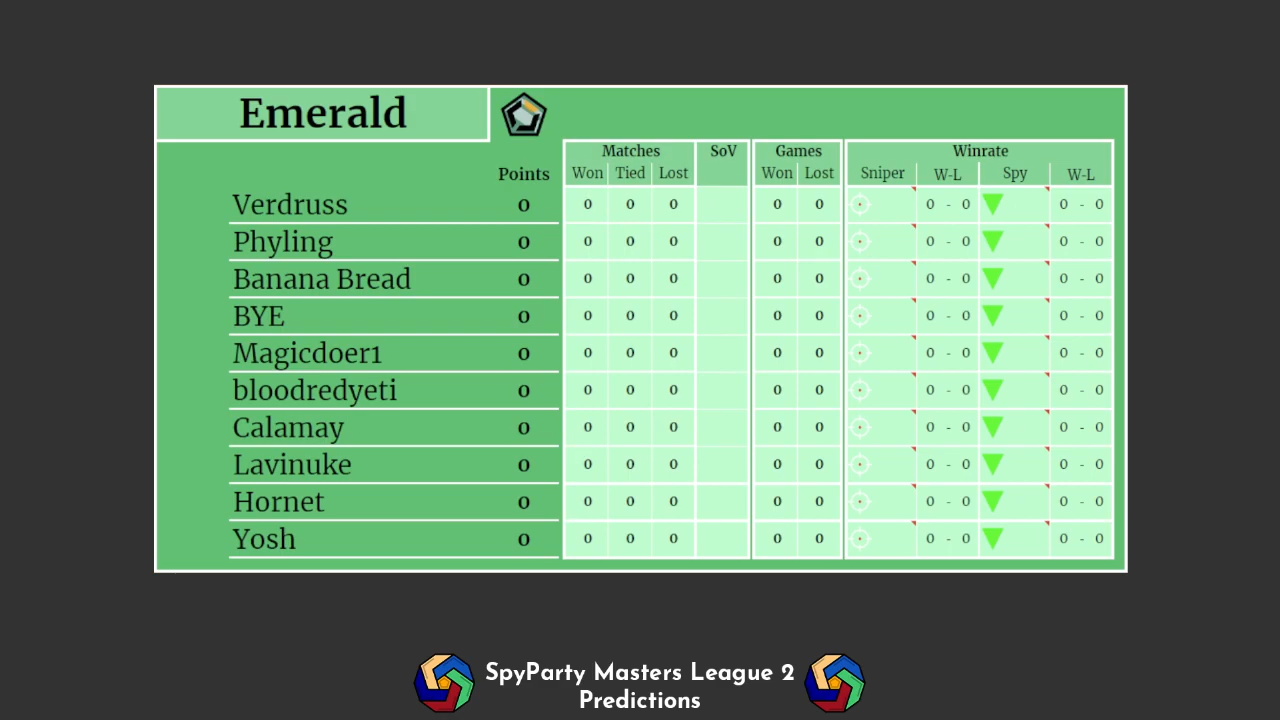 Emerald
Matches SoV Games Winrate
Points Won Tied Lost Won Lost Sniper W-L Spy W-L
Verdruss 0 0 0 0 0 0 0 - 0 0 - 0
Phyling 0 0 0 0 0 0 0 - 0 0 - 0
Banana Bread 0 0 0 0 0 0 0 - 0 0 - 0
BYE 0 0 0 0 0 0 0 - 0 0 - 0
Magicdoer1 0 0 0 0 0 0 0 - 0 0 - 0
bloodredyeti 0 0 0 0 0 0 0 - 0 0 - 0
Calamay 0 0 0 0 0 0 0 - 0 0 - 0
Lavinuke 0 0 0 0 0 0 0 - 0 0 - 0
Hornet 0 0 0 0 0 0 0 - 0 0 - 0
Yosh 0 0 0 0 0 0 0 - 0 0 - 0
SpyParty Masters League 2
Predictions